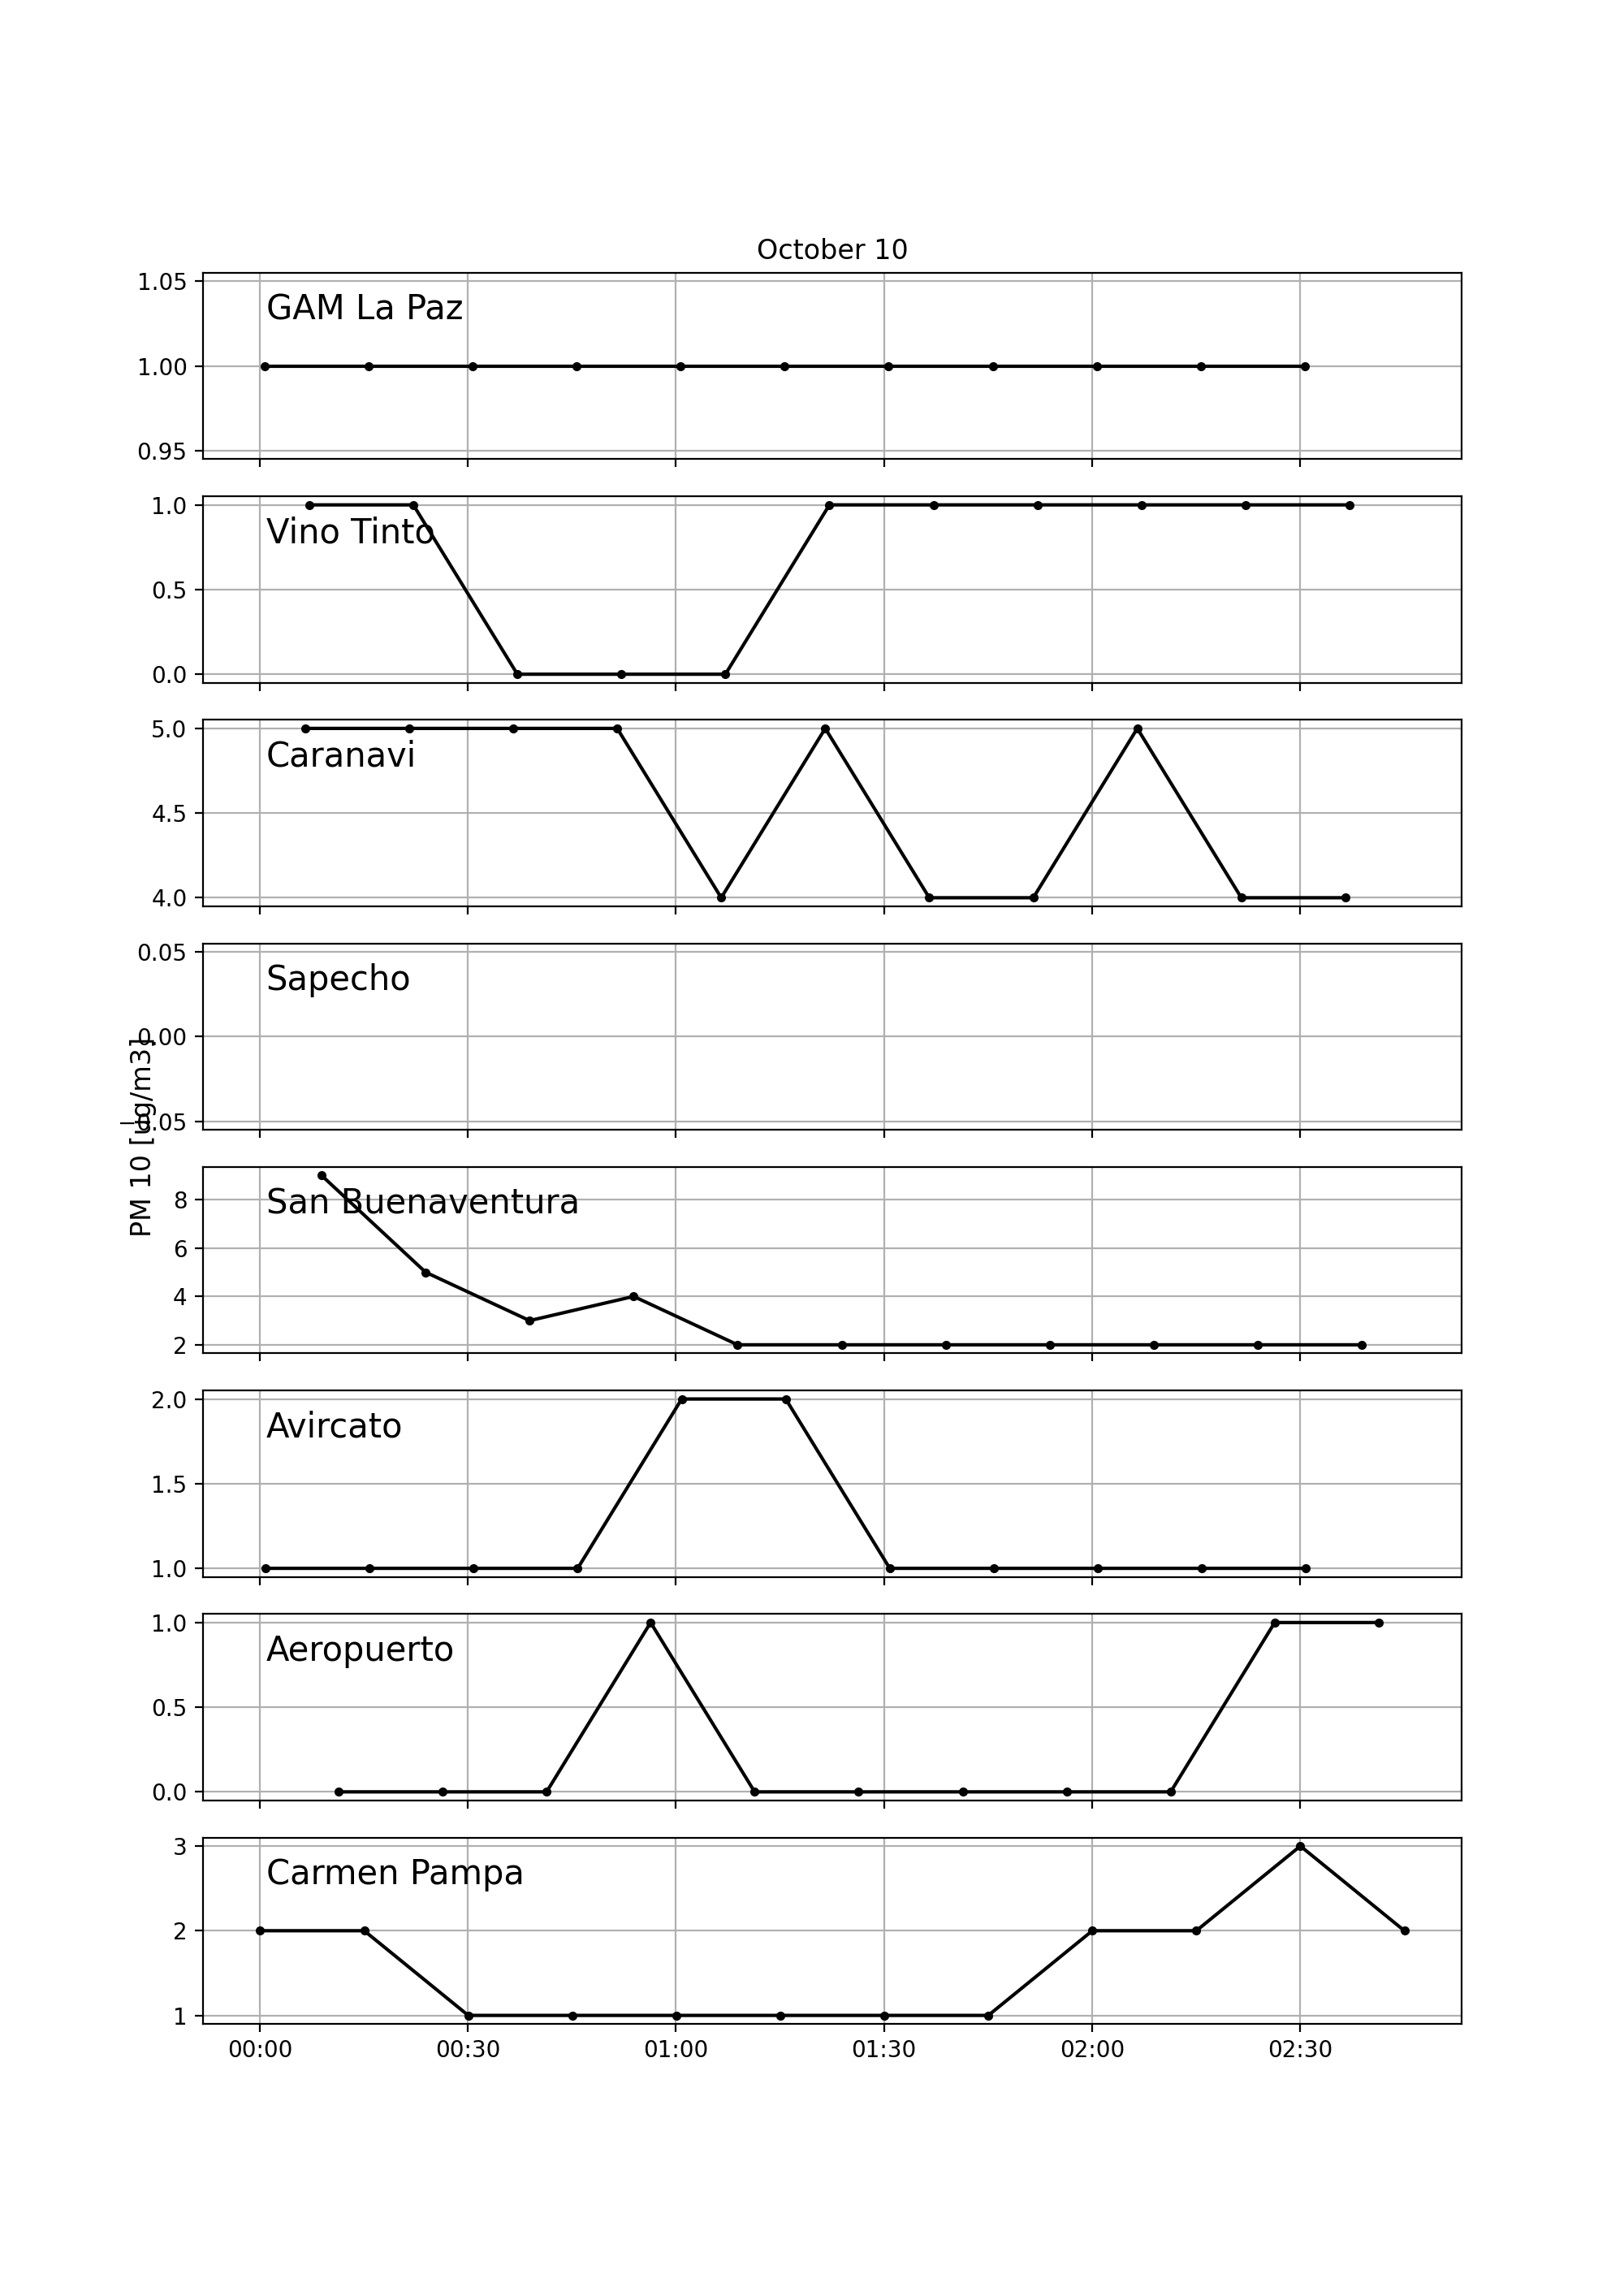 October 10
1.05
GAM La Paz
1.00
0.95
1.0
Vino Tinto
0.5
0.0
5.0
Caranavi
4.5
4.0
0.05
Sapecho
0.00
−0.05
PM 10 [ug/m3]
8
San Buenaventura
6
4
2
2.0
Avircato
1.5
1.0
1.0
Aeropuerto
0.5
0.0
3
Carmen Pampa
2
1
00:00 00:30 01:00 01:30 02:00 02:30